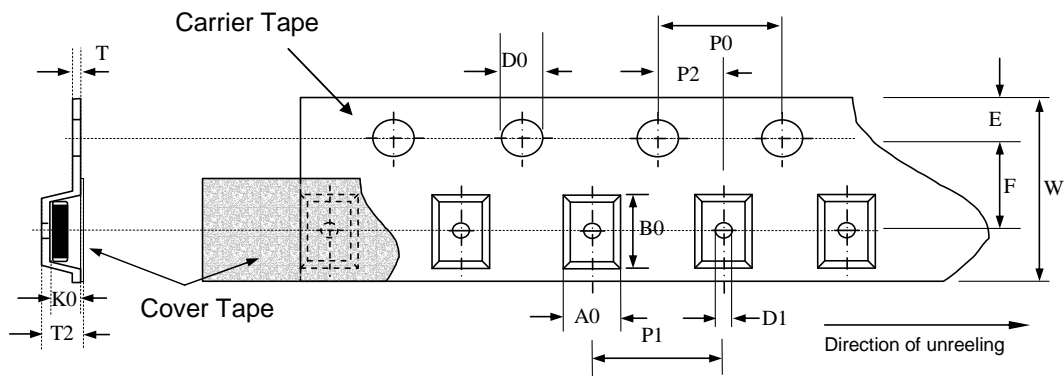 Carrier Tape
T
D0
P0
P2
E
W
F
B0
K0
T2
Cover Tape
A0
D1
P1
Direction of unreeling